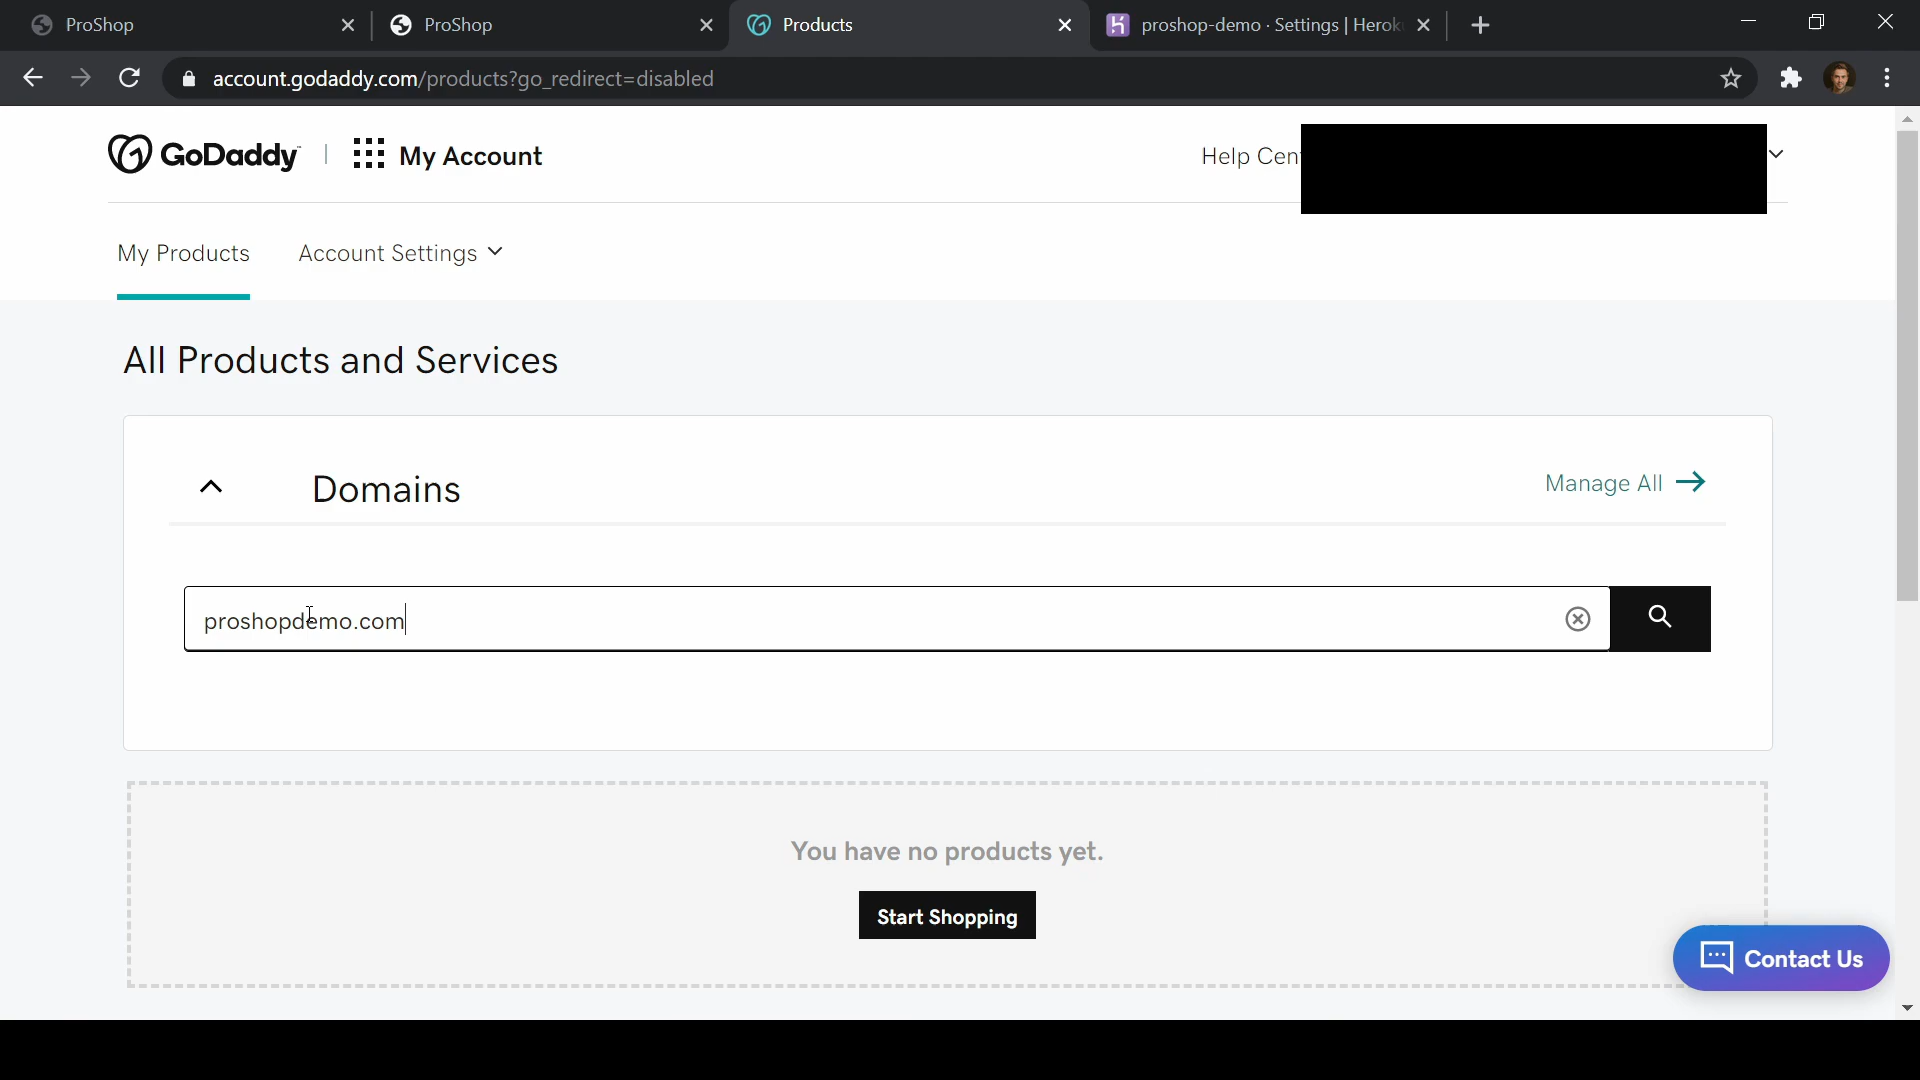 ProShop
ProShop
Products
proshop-demo · Settings | Herok
account.godaddy.com/products?go_redirect=disabled
GoDaddy™ | My Account
Help Cen
My Products
Account Settings
All Products and Services
Domains
Manage All
proshopdemo.com
You have no products yet.
Start Shopping
Contact Us